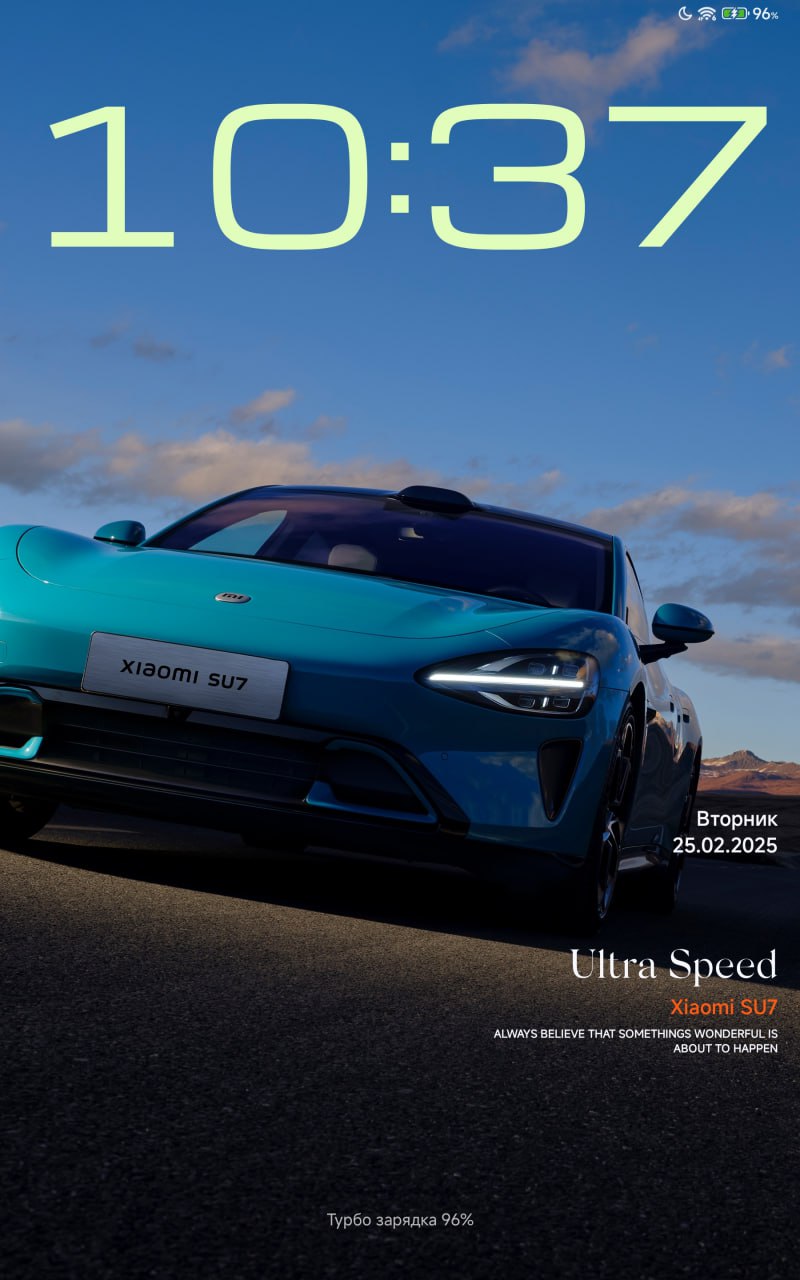 96%
10:37
XIAOMI SU7
Вторник
25.02.2025
Ultra Speed
Xiaomi SU7
ALWAYS BELIEVE THAT SOMETHINGS WONDERFUL IS
ABOUT TO HAPPEN
Турбо зарядка 96%